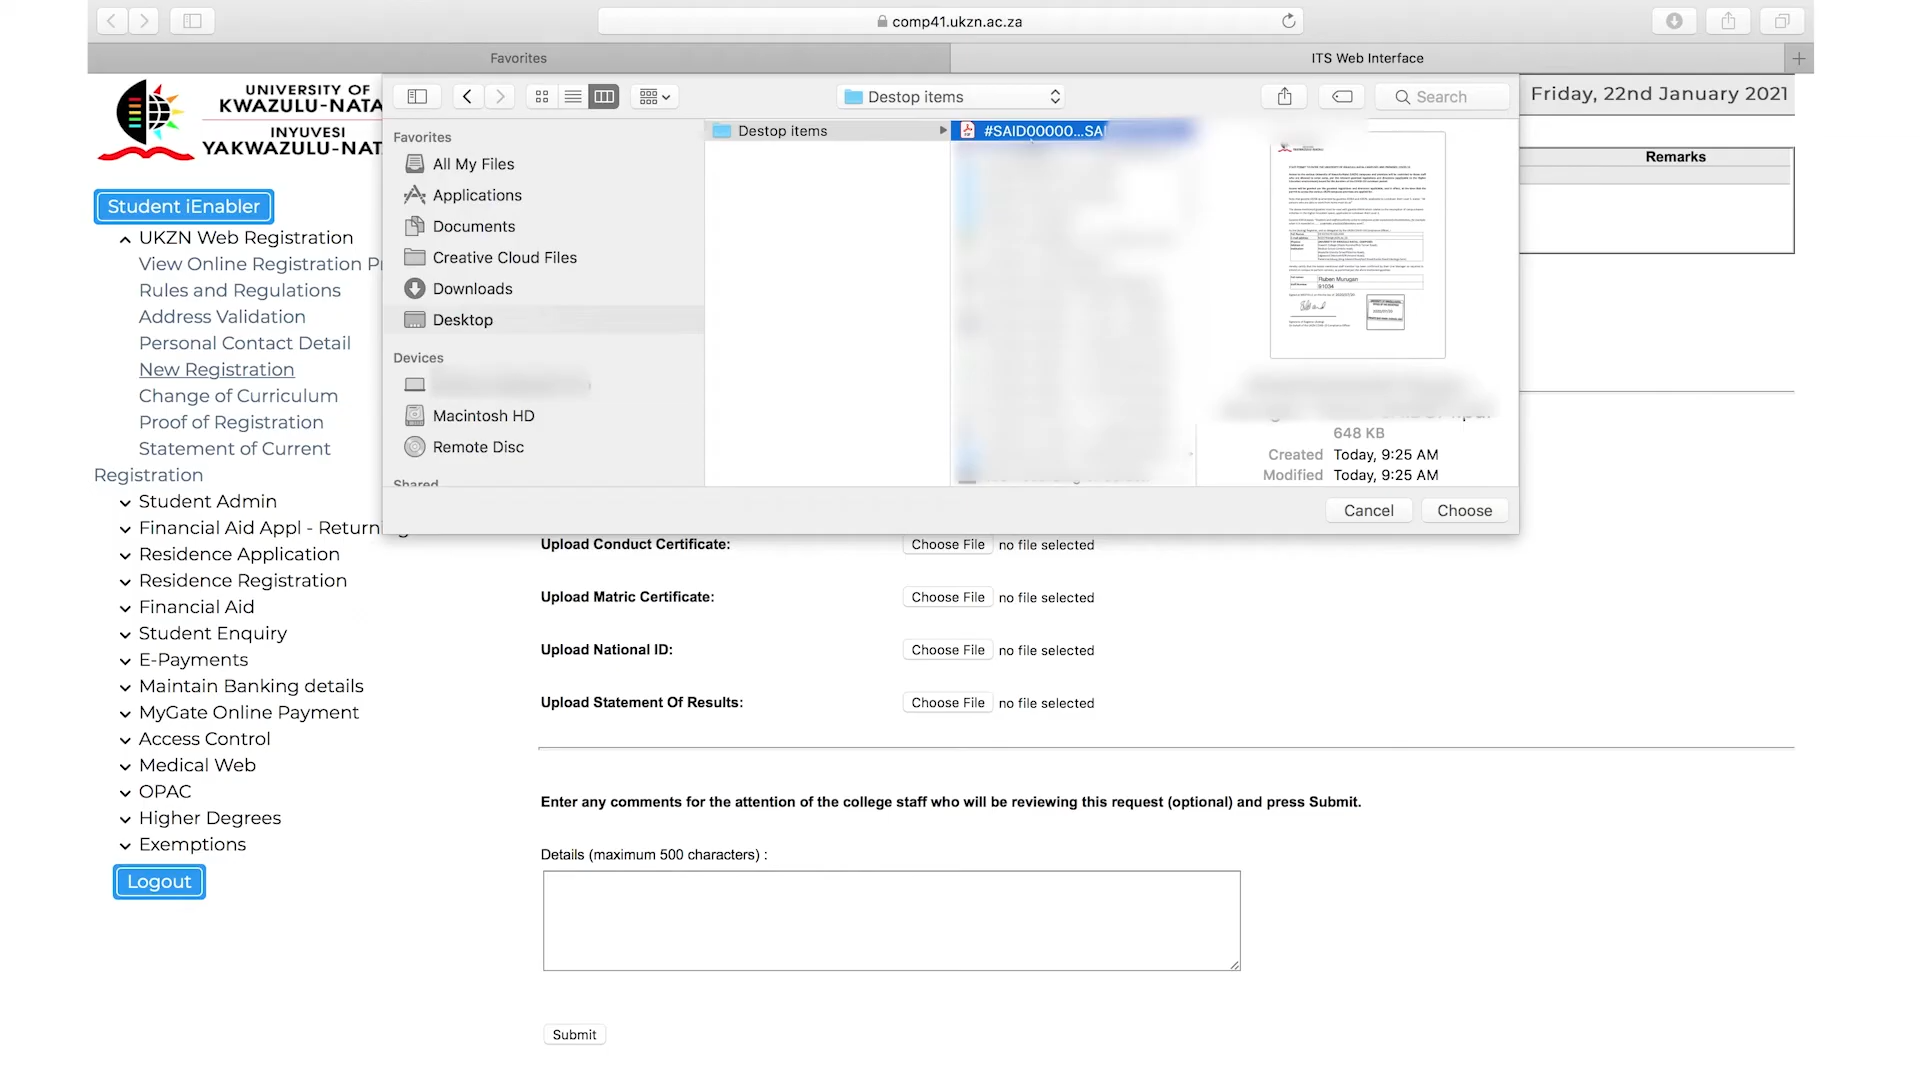 comp41.ukzn.ac.za
Favorites
ITS Web Interface
UNIVERSITY OF
KWAZULU-NATA
INYUVESI
YAKWAZULU-NAT
Destop items
Search
Friday, 22nd January 2021
Favorites
All My Files
Applications
Documents
Creative Cloud Files
Downloads
Desktop
Devices
Macintosh HD
Remote Disc
Shared
Destop items
#SAID00000...SAI
Ruben Murugan
91034
648 KB
Created Today, 9:25 AM
Modified Today, 9:25 AM
Cancel
Choose
Remarks
Student iEnabler
UKZN Web Registration
View Online Registration Pr
Rules and Regulations
Address Validation
Personal Contact Detail
New Registration
Change of Curriculum
Proof of Registration
Statement of Current
Registration
Student Admin
Financial Aid Appl - Returning
Residence Application
Residence Registration
Financial Aid
Student Enquiry
E-Payments
Maintain Banking details
MyGate Online Payment
Access Control
Medical Web
OPAC
Higher Degrees
Exemptions
Logout
Upload Conduct Certificate: Choose File no file selected
Upload Matric Certificate: Choose File no file selected
Upload National ID: Choose File no file selected
Upload Statement Of Results: Choose File no file selected
Enter any comments for the attention of the college staff who will be reviewing this request (optional) and press Submit.
Details (maximum 500 characters) :
Submit